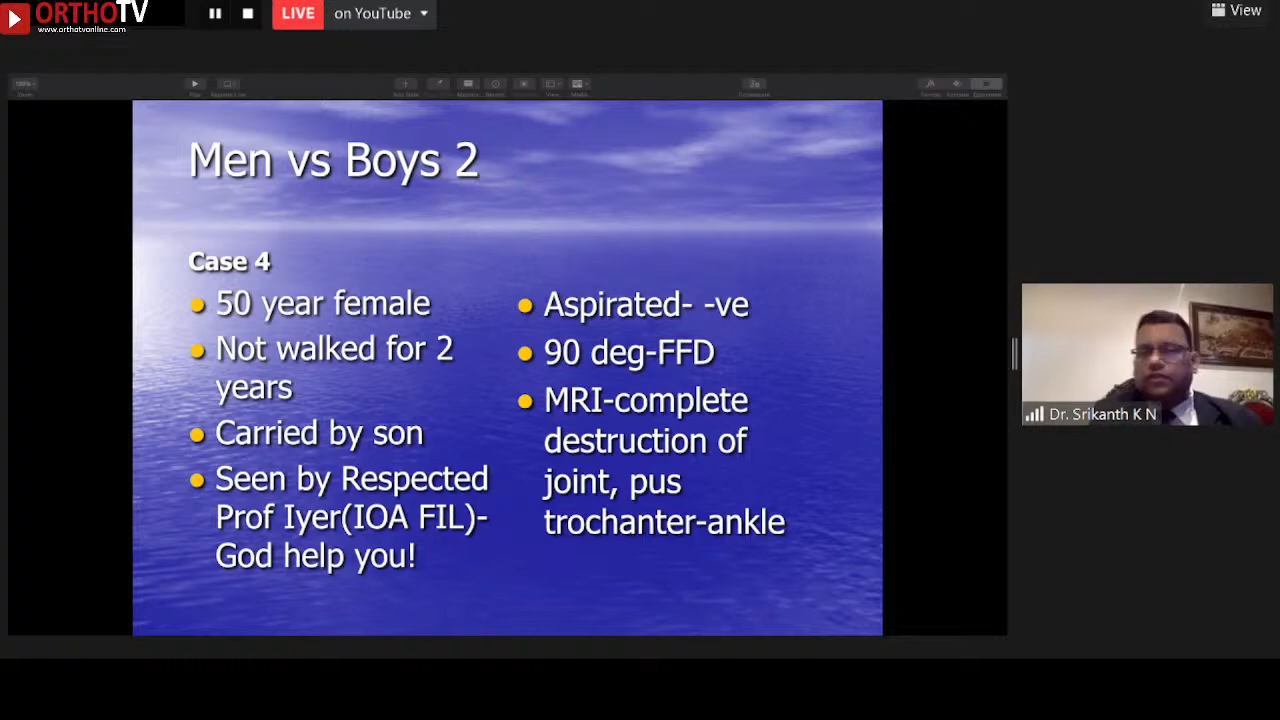 ORTHOTV
www.orthotvonline.com
LIVE on YouTube
View
Men vs Boys 2
Case 4
50 year female
Not walked for 2
years
Carried by son
Seen by Respected
Prof Iyer(IOA FIL)-
God help you!
Aspirated- -ve
90 deg-FFD
MRI-complete
destruction of
joint, pus
trochanter-ankle
Dr. Srikanth K N